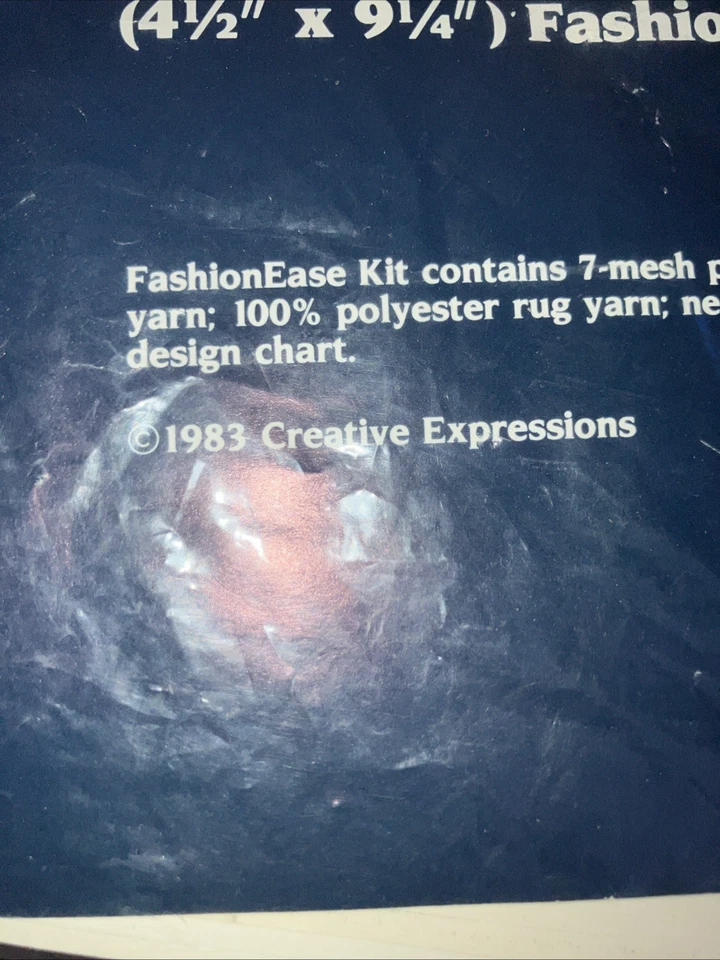 (4½" x 9¼") Fashio
FashionEase Kit contains 7-mesh p
yarn; 100% polyester rug yarn; ne
design chart.
©1983 Creative Expressions